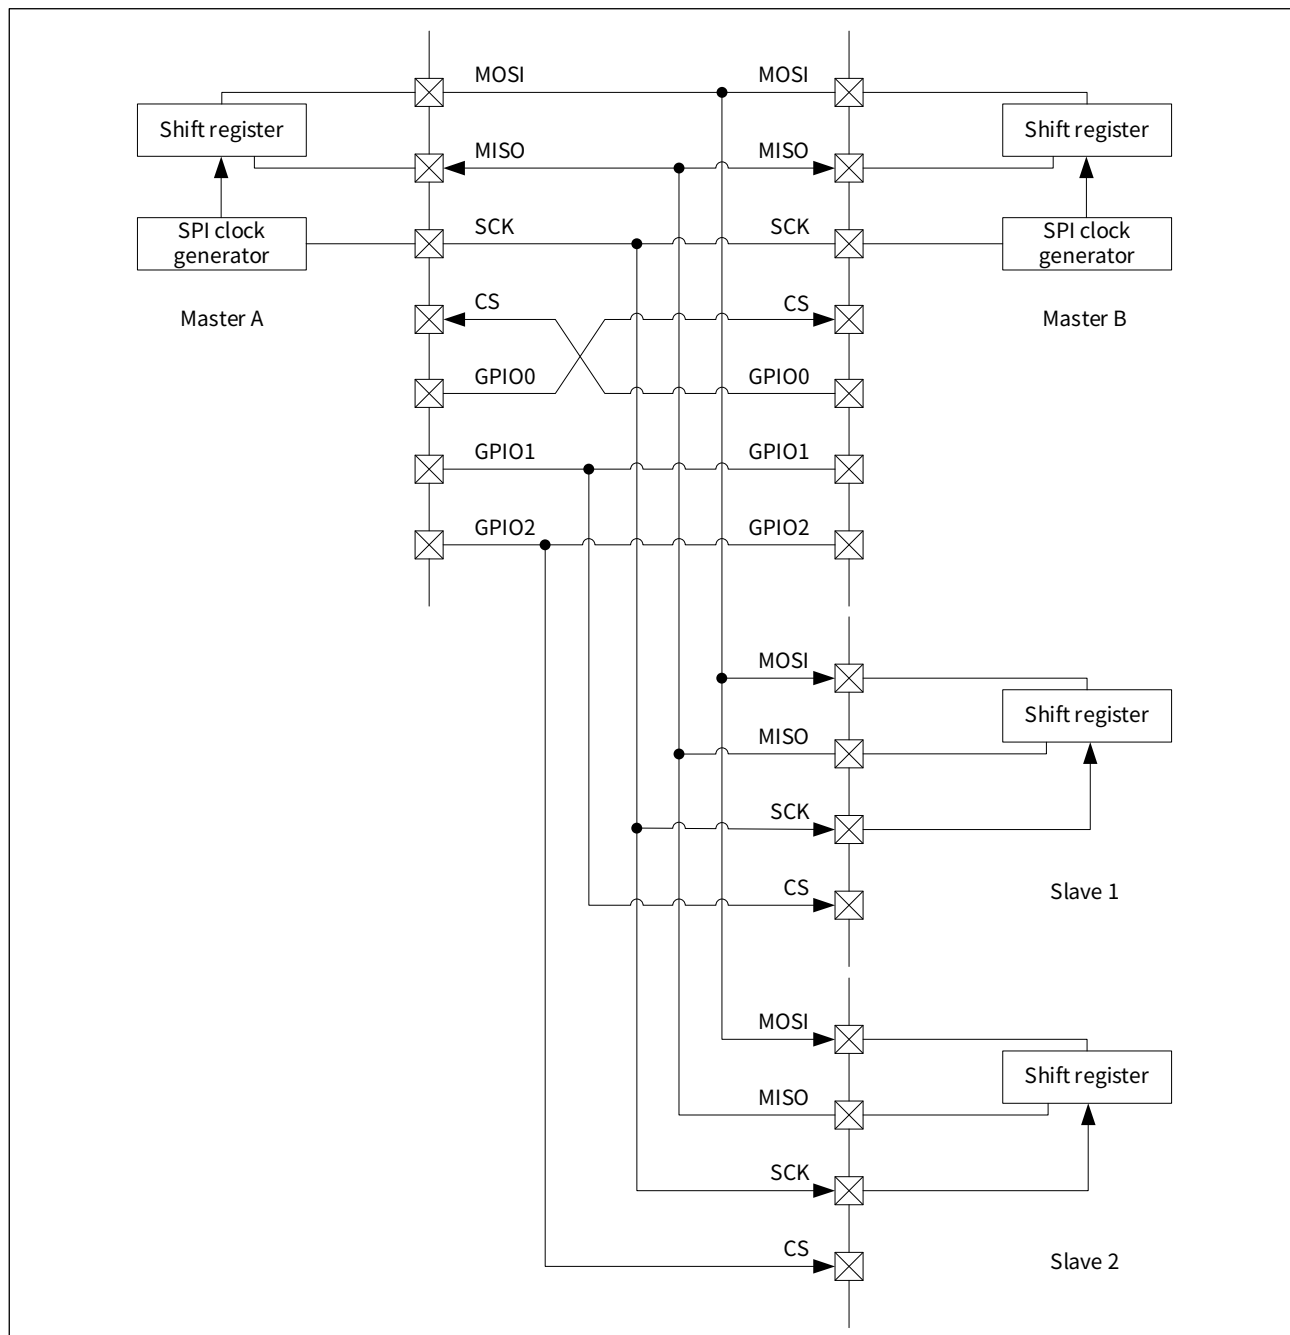 MOSI MOSI
Shift register Shift register
MISO MISO
SCK SCK
SPI clock
generator
SPI clock
generator
CS CS
Master A Master B
GPIO0 GPIO0
GPIO1 GPIO1
GPIO2 GPIO2
MOSI
Shift register
MISO
SCK
CS
Slave 1
MOSI
Shift register
MISO
SCK
CS
Slave 2